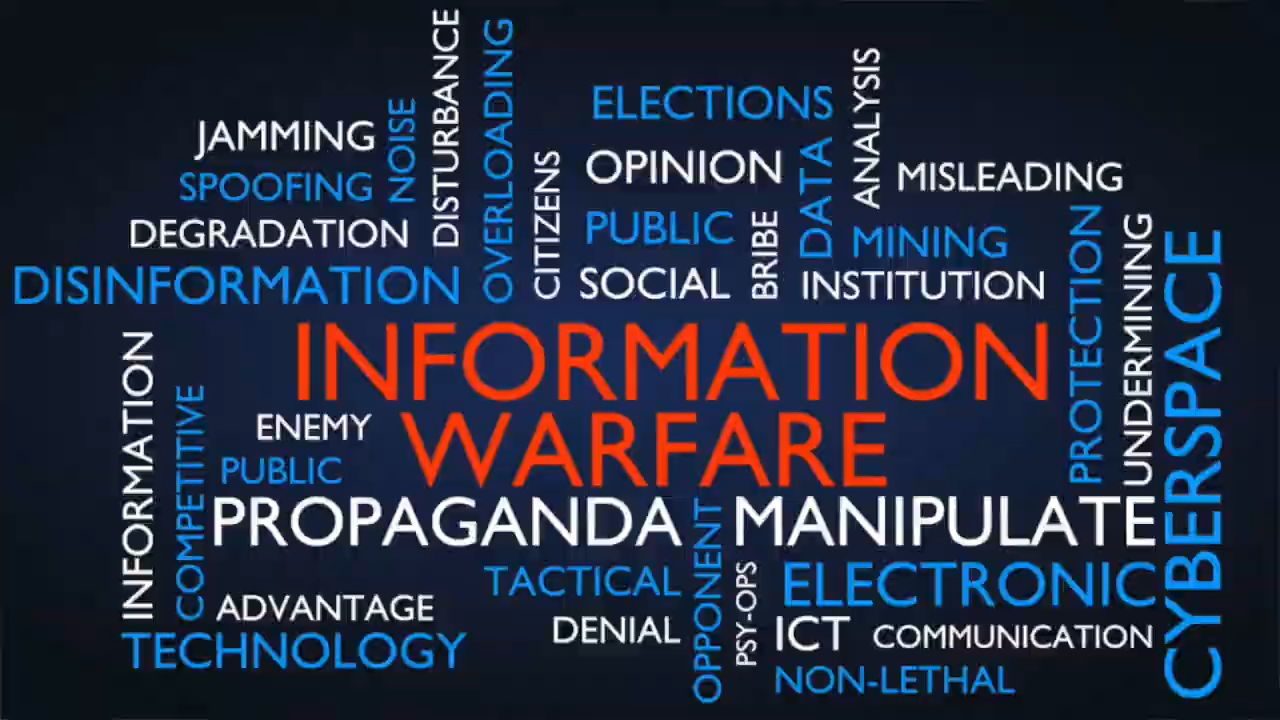 JAMMING
NOISE
DISTURBANCE
OVERLOADING
ELECTIONS
ANALYSIS
SPOOFING
CITIZENS
OPINION
DATA
MISLEADING
DEGRADATION
PUBLIC
BRIBE
MINING
DISINFORMATION
SOCIAL
INSTITUTION
PROTECTION
UNDERMINING
CYBERSPACE
INFORMATION
WARFARE
INFORMATION
COMPETITIVE
ENEMY
PUBLIC
PROPAGANDA
OPPONENT
MANIPULATE
TACTICAL
PSY-OPS
ELECTRONIC
ADVANTAGE
DENIAL
ICT
COMMUNICATION
TECHNOLOGY
NON-LETHAL